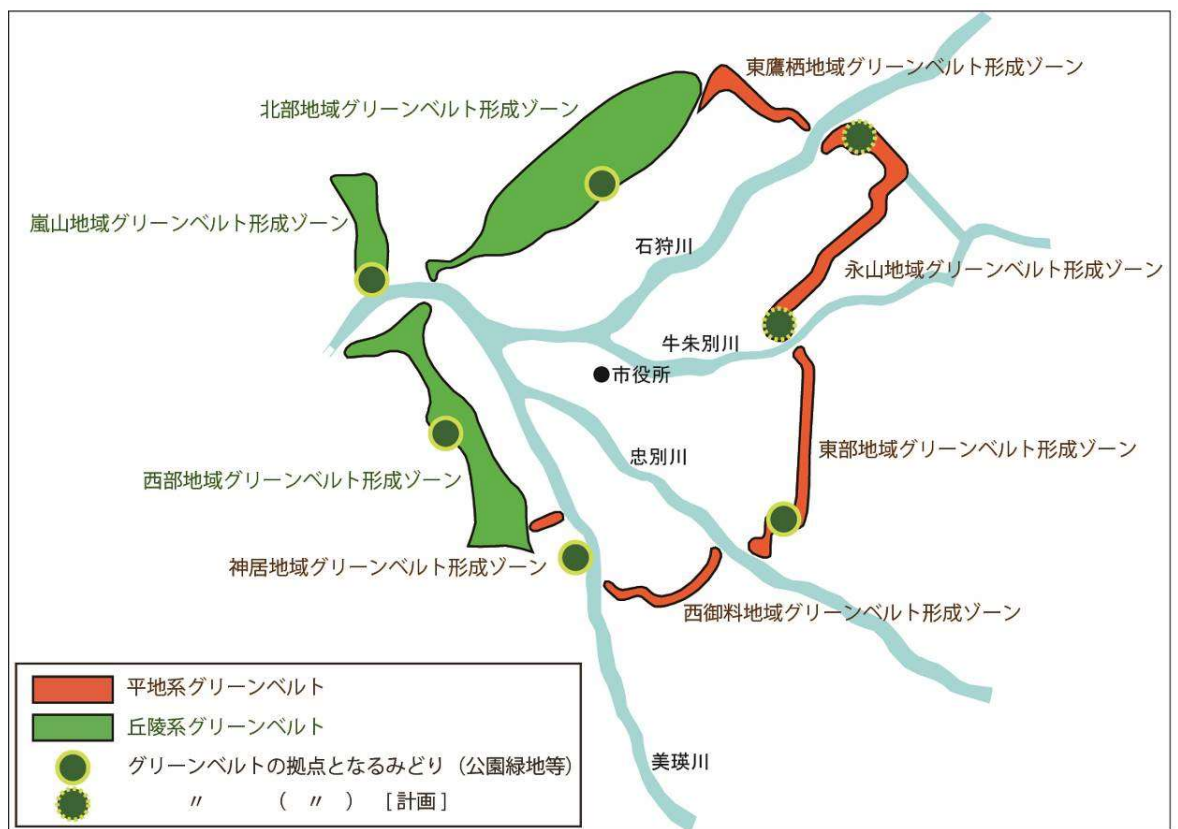 東鷹栖地域グリーンベルト形成ゾーン
北部地域グリーンベルト形成ゾーン
嵐山地域グリーンベルト形成ゾーン
石狩川
永山地域グリーンベルト形成ゾーン
牛朱別川
●市役所
忠別川
東部地域グリーンベルト形成ゾーン
西部地域グリーンベルト形成ゾーン
神居地域グリーンベルト形成ゾーン
西御料地域グリーンベルト形成ゾーン
美瑛川
平地系グリーンベルト
丘陵系グリーンベルト
グリーンベルトの拠点となるみどり（公園緑地等）
〃 （ 〃 ） ［計画］